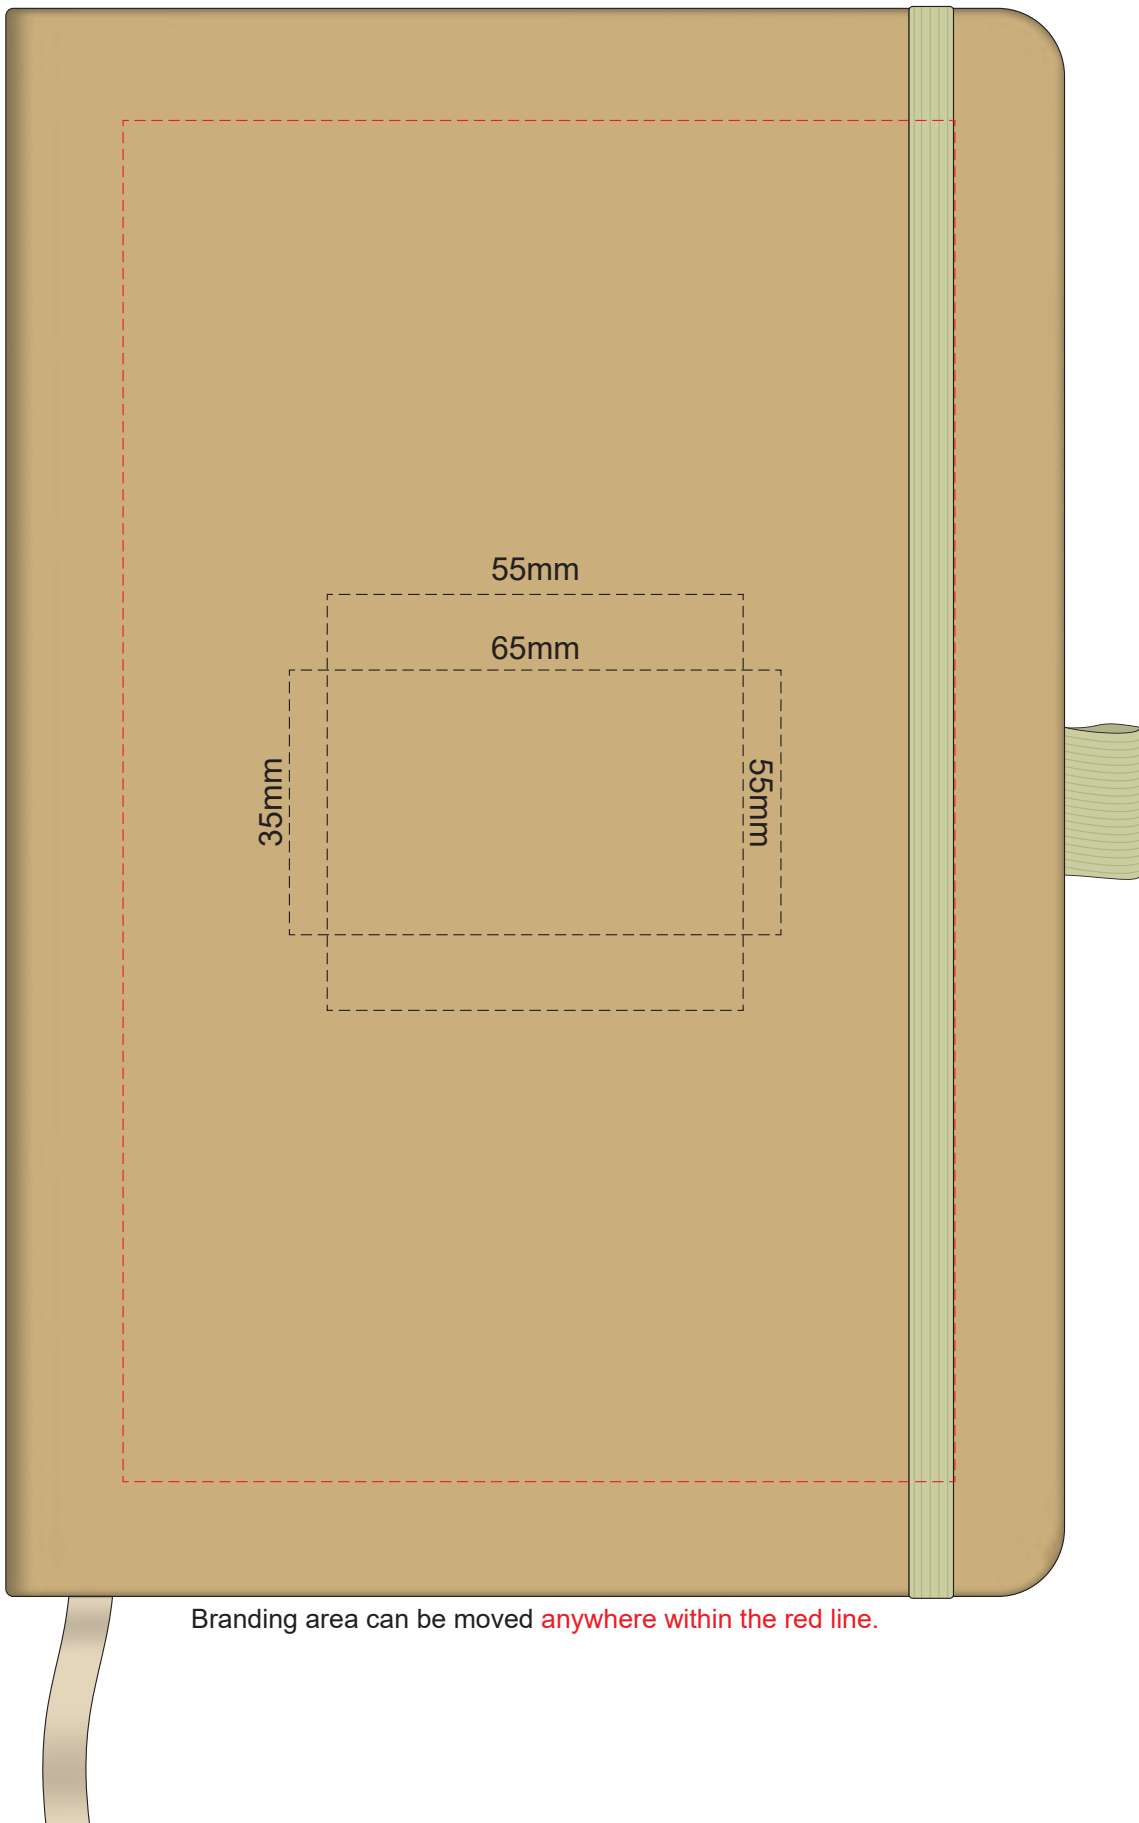 55mm
65mm
35mm
55mm
Branding area can be moved anywhere within the red line.